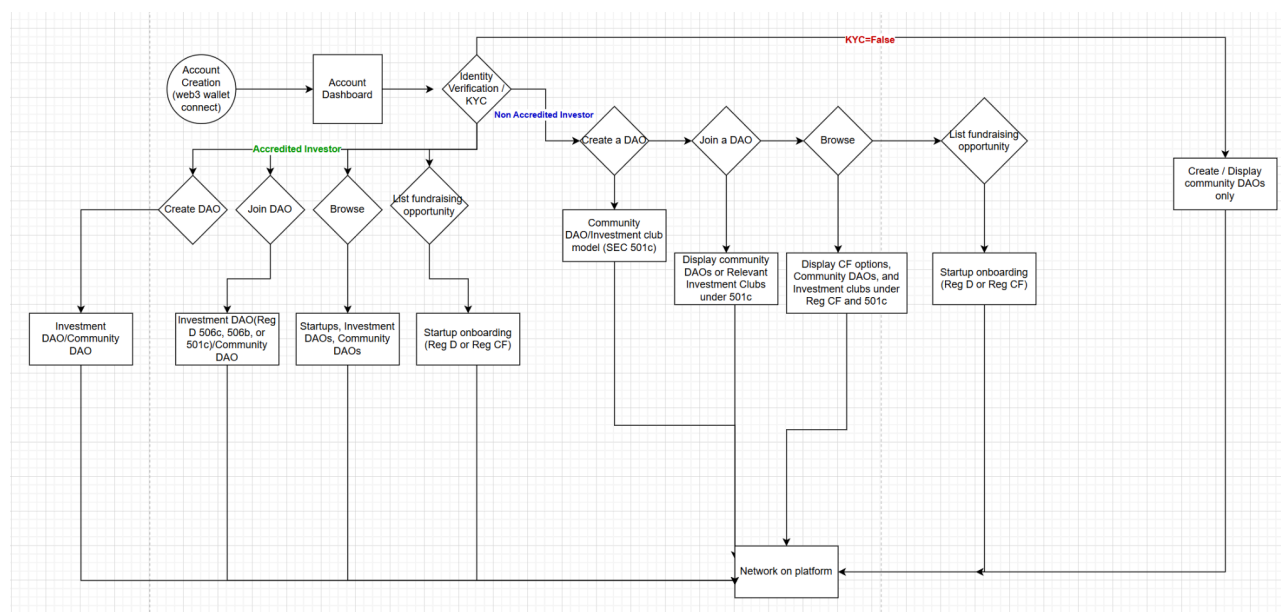 KYC=False
Account
Creation
(web3 wallet
connect)
Account
Dashboard
Identity
Verification /
KYC
Non Accredited Investor
Accredited Investor
Create a DAO
Join a DAO
Browse
List fundraising
opportunity
Create / Display
community DAOs
only
Create DAO
Join DAO
Browse
List fundraising
opportunity
Community
DAO/Investment club
model (SEC 501c)
Display community
DAOs or Relevant
Investment Clubs
under 501c
Display CF options,
Community DAOs, and
Investment clubs under
Reg CF and 501c
Startup onboarding
(Reg D or Reg CF)
Investment
DAO/Community
DAO
Investment DAO(Reg
D 506c, 506b, or
501c)/Community
DAO
Startups, Investment
DAOs, Community
DAOs
Startup onboarding
(Reg D or Reg CF)
Network on platform